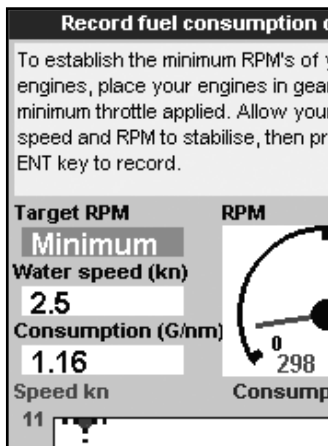 Record fuel consumption
To establish the minimum RPM's of
engines, place your engines in gear
minimum throttle applied. Allow your
speed and RPM to stabilise, then
ENT key to record.
Target RPM RPM
Minimum
Water speed (kn)
2.5
Consumption (G/nm)
1.16
0
298
Speed kn Consump
11